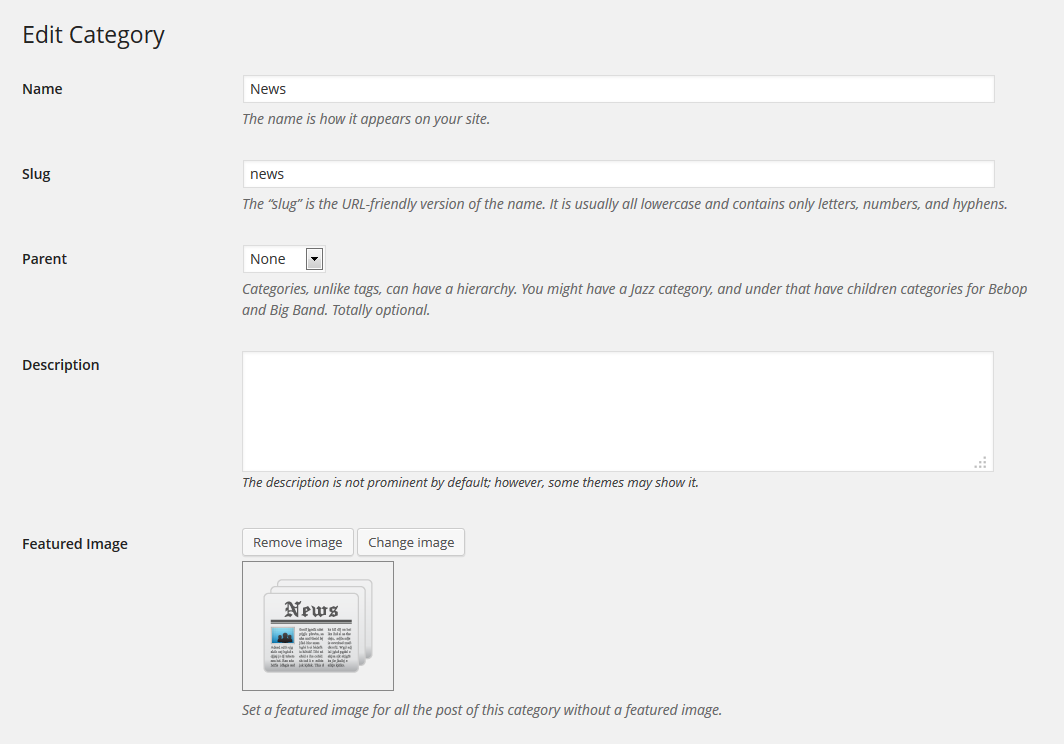 Edit Category
Name
News
The name is how it appears on your site.
Slug
news
The “slug” is the URL-friendly version of the name. It is usually all lowercase and contains only letters, numbers, and hyphens.
Parent
None
Categories, unlike tags, can have a hierarchy. You might have a Jazz category, and under that have children categories for Bebop
and Big Band. Totally optional.
Description
The description is not prominent by default; however, some themes may show it.
Featured Image
Remove image
Change image
News
Set a featured image for all the post of this category without a featured image.